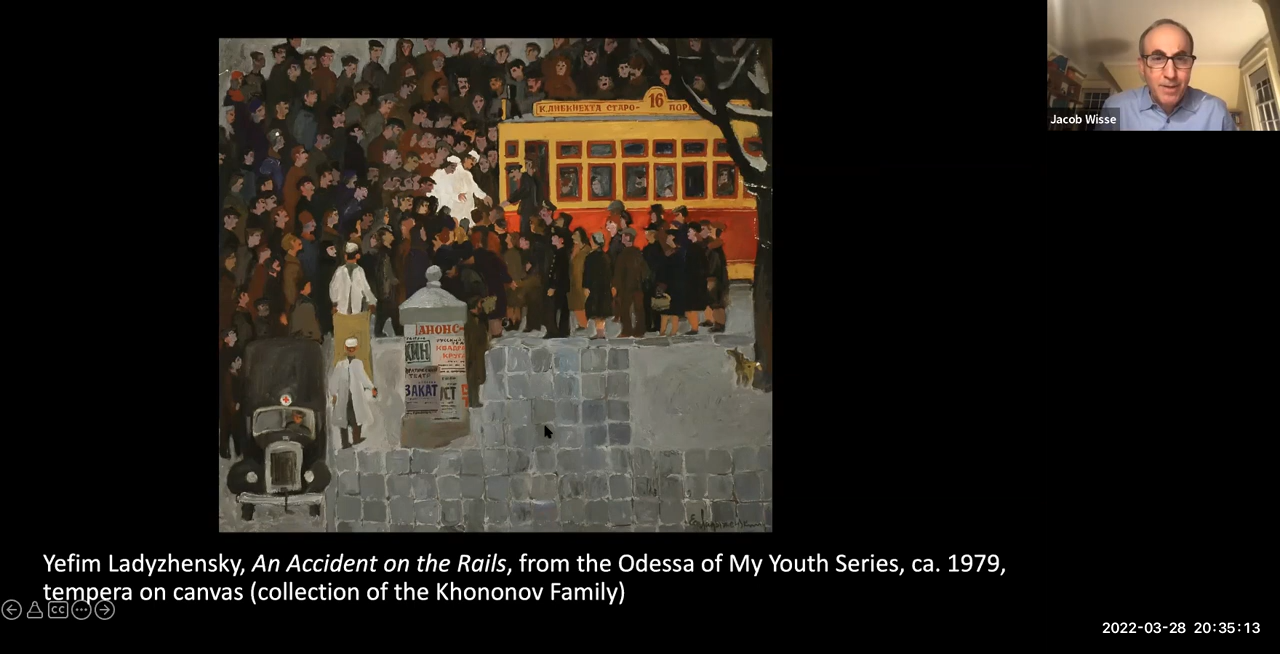 Jacob Wisse
К.ЛИБКНЕХТА СТАРО- 16 ПОР
АНОНС
КВАДР
ЗАКАТ
Yefim Ladyzhensky, An Accident on the Rails, from the Odessa of My Youth Series, ca. 1979,
tempera on canvas (collection of the Khononov Family)
CC
2022-03-28 20:35:13